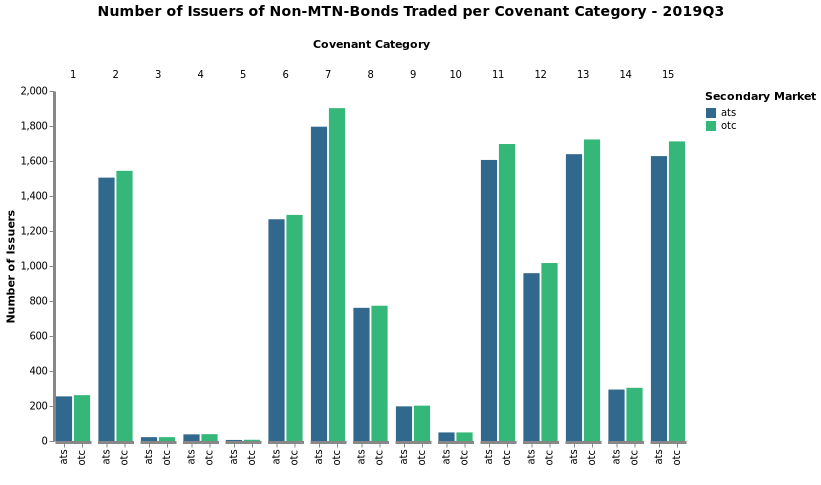 Number of Issuers of Non-MTN-Bonds Traded per Covenant Category - 2019Q3
Covenant Category
1 2 3 4 5 6 7 8 9 10 11 12 13 14 15
Secondary Market
ats
otc
Number of Issuers
2,000
1,800
1,600
1,400
1,200
1,000
800
600
400
200
0
ats otc ats otc ats otc ats otc ats otc ats otc ats otc ats otc ats otc ats otc ats otc ats otc ats otc ats otc ats otc